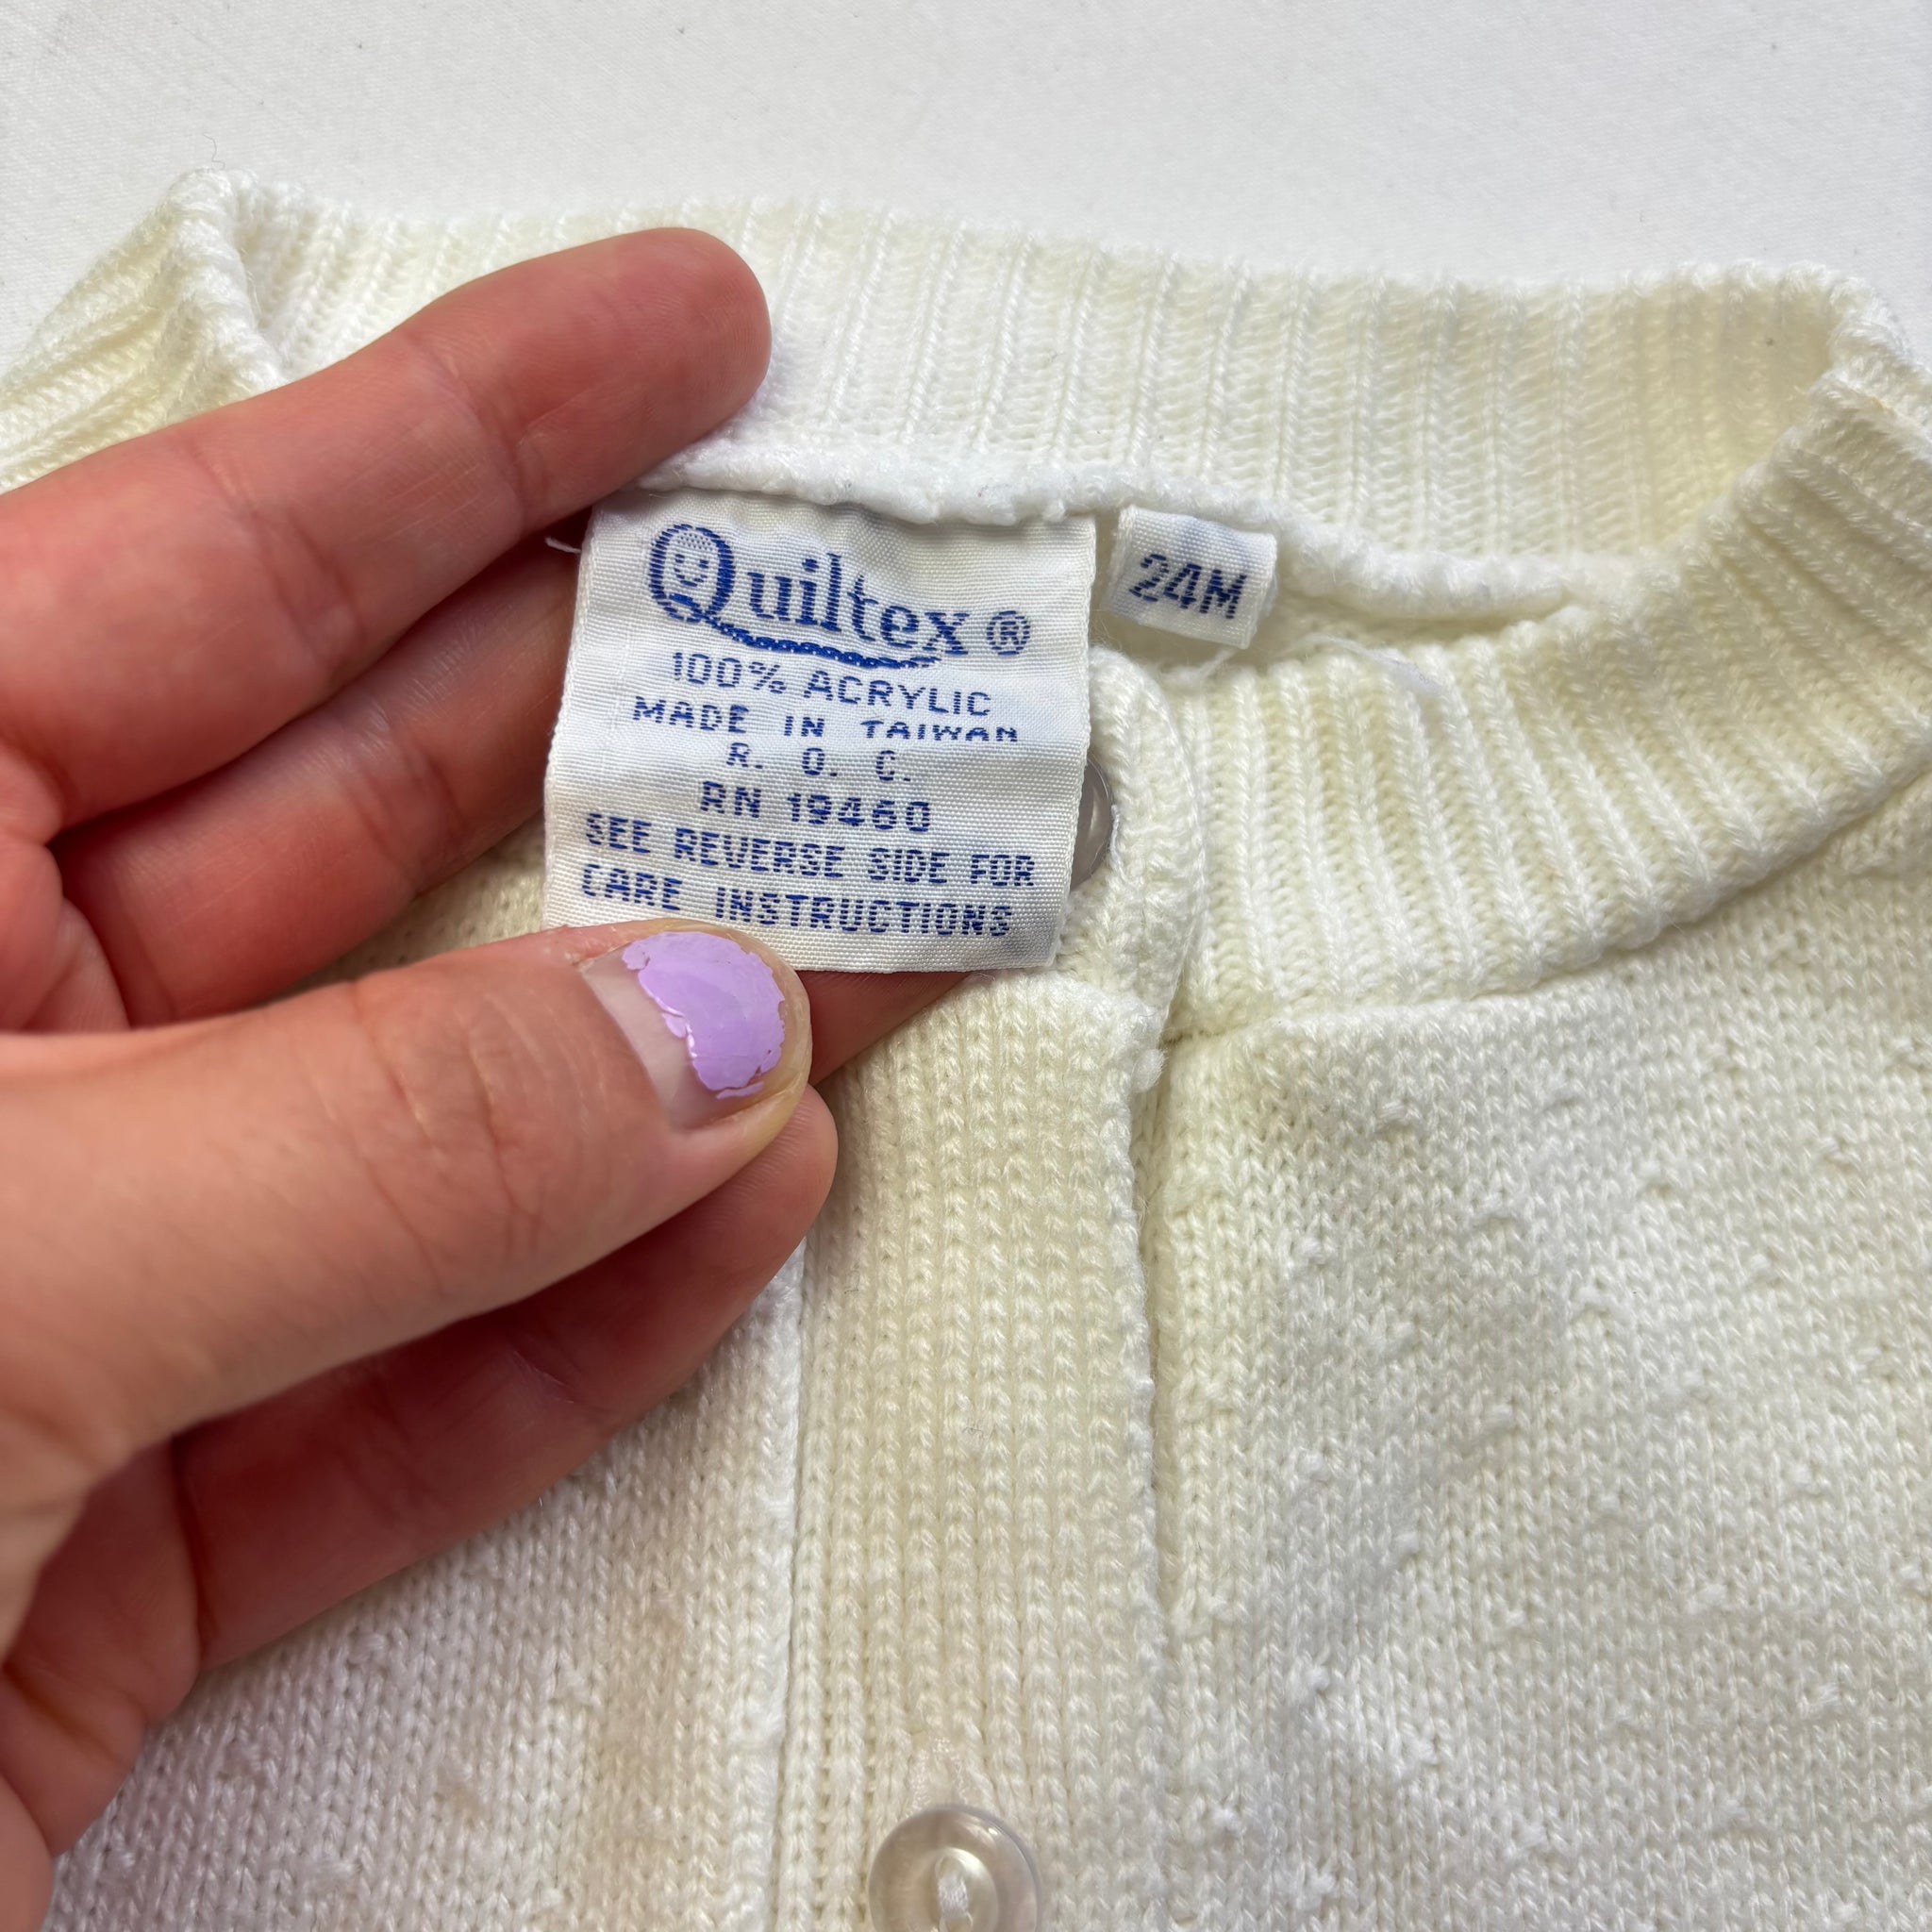 Quiltex ®
24M
100% ACRYLIC
MADE IN TAIWAN
R. O. C.
RN 19460
SEE REVERSE SIDE FOR
CARE INSTRUCTIONS